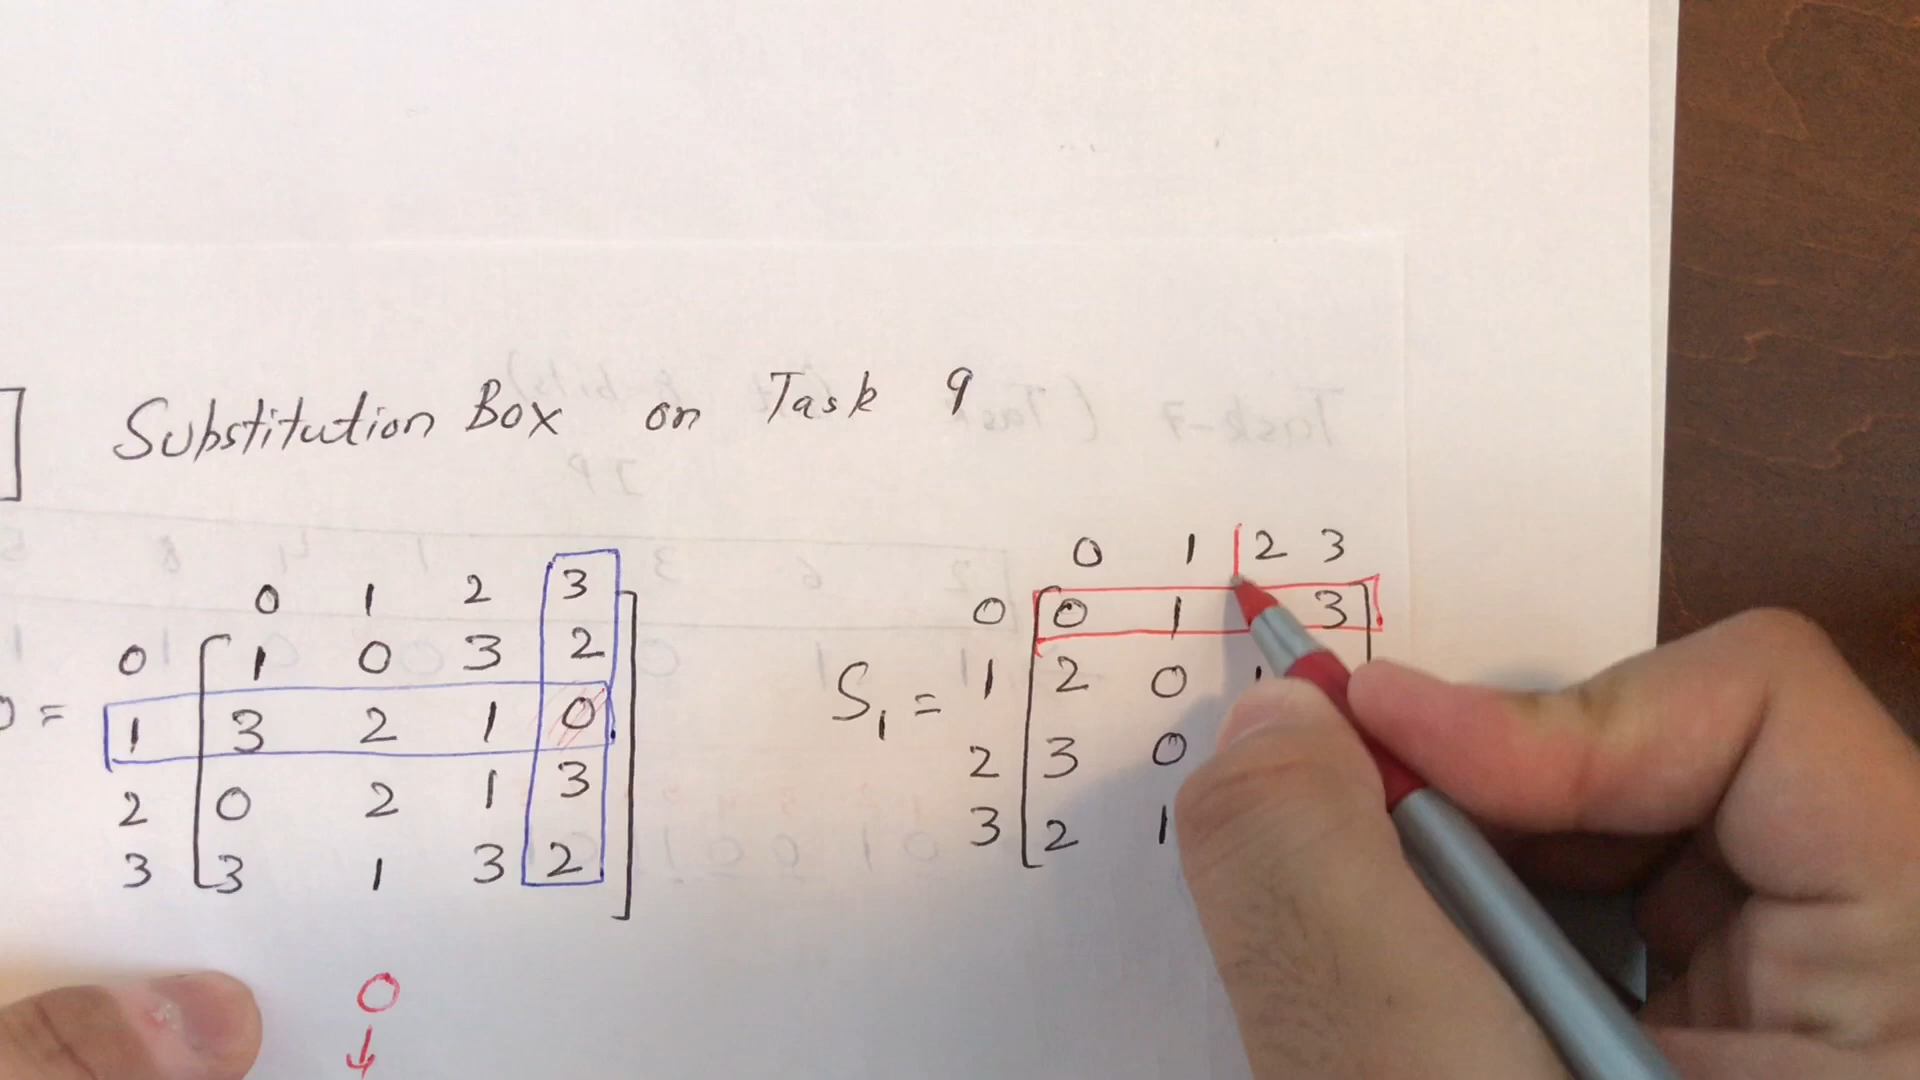 Substitution Box on Task 9
0 1 2 3
0 1 0 3 2
= 1 3 2 1 0
2 0 2 1 3
3 3 1 3 2
0 1 2 3
0 0 1 3
S1 = 1 2 0
2 3 0
3 2 1
0
↓